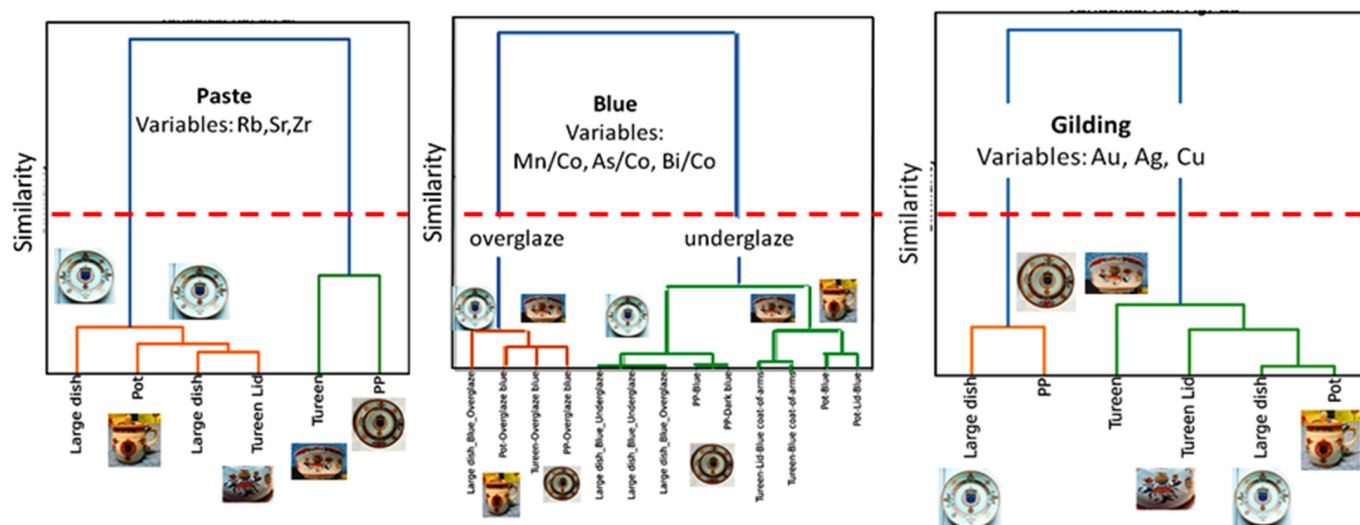 Similarity
Paste
Variables: Rb,Sr,Zr
Large dish
Pot
Large dish
Tureen Lid
Tureen
PP
Similarity
Blue
Variables:
Mn/Co, As/Co, Bi/Co
overglaze
underglaze
Large dish_Blue_Overglaze
Pot-Overglaze blue
Tureen-Overglaze blue
PP-Overglaze blue
Large dish_Blue_Underglaze
Large dish_Blue_Underglaze
Large dish_Blue_Overglaze
PP-Blue
PP-Dark blue
Tureen-Lid-Blue coat-of-arms
Tureen-Blue coat-of-arms
Pot-Blue
Pot-Lid-Blue
Similarity
Gilding
Variables: Au, Ag, Cu
Large dish
PP
Tureen
Tureen Lid
Large dish
Pot